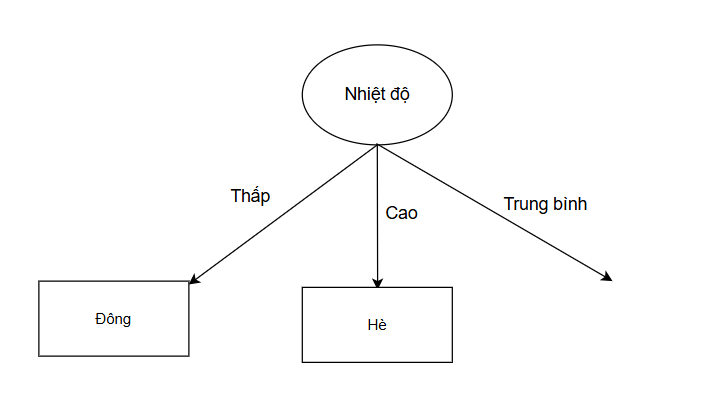 Nhiệt độ
Thấp
Cao
Trung bình
Đông
Hè